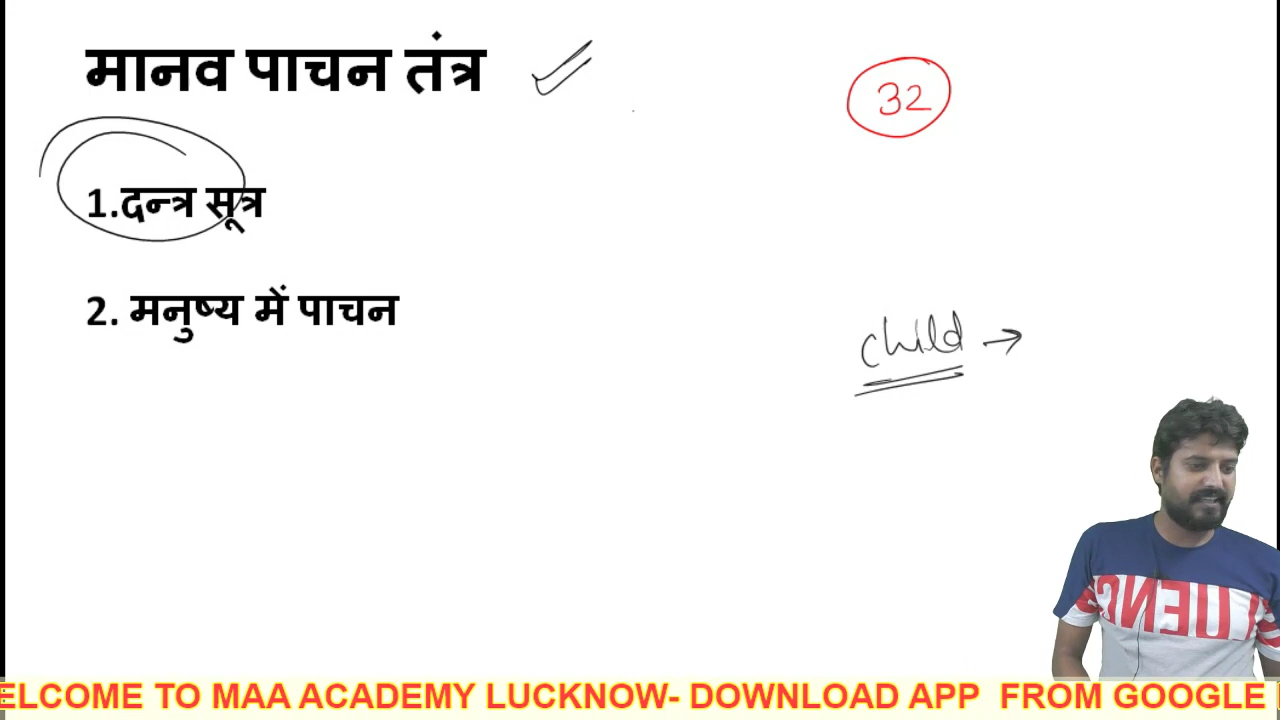 मानव पाचन तंत्र
32
1.दन्त्र सूत्र
2. मनुष्य में पाचन
child →
ELCOME TO MAA ACADEMY LUCKNOW- DOWNLOAD APP FROM GOOGLE